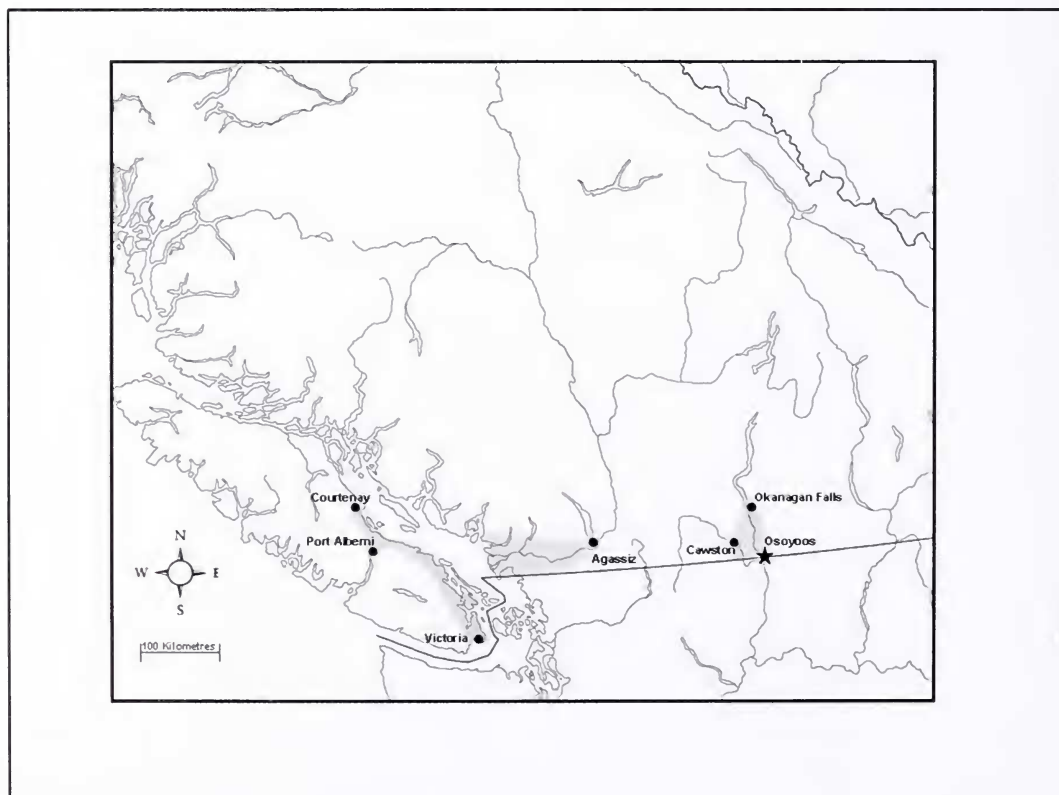 Courtenay
Okanagan Falls
Port Alberni
Cawston
Osoyoos
Agassiz
N
W E
S
Victoria
100 Kilometres